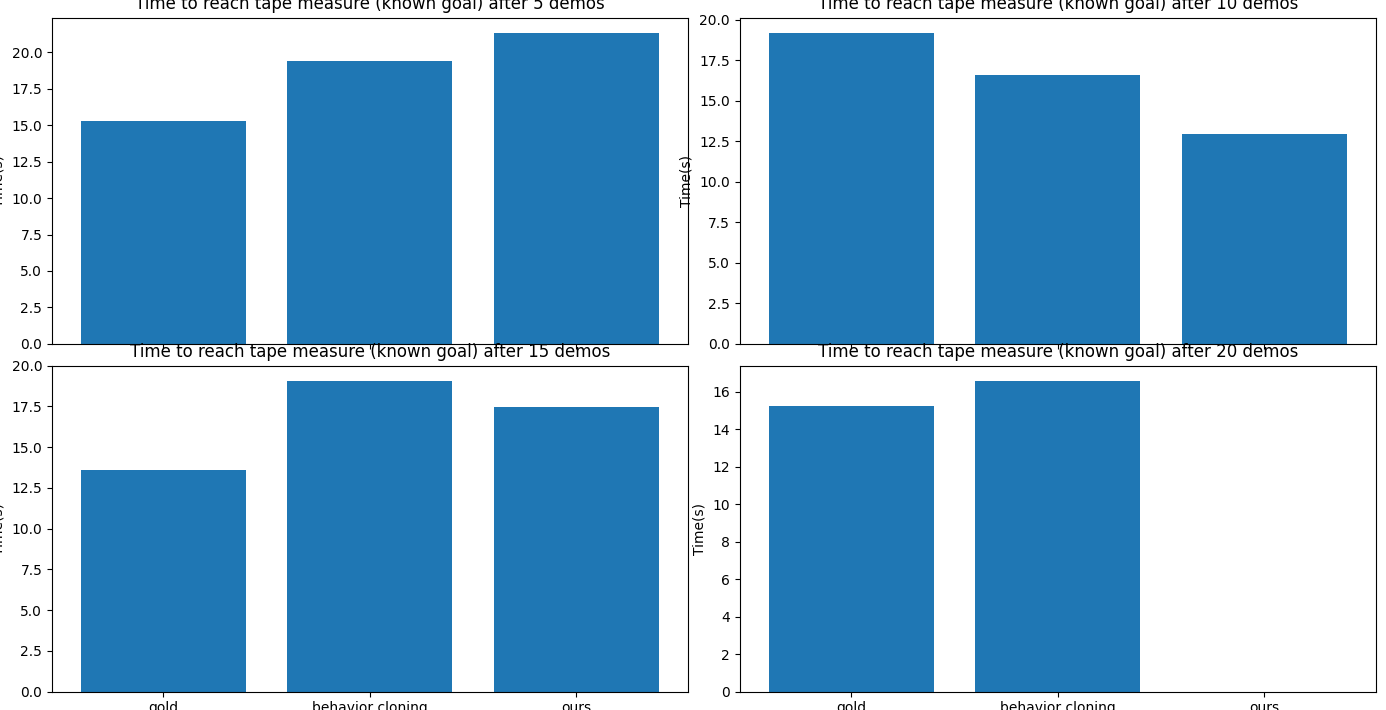 Time to reach tape measure (known goal) after 5 demos
20.0
17.5
15.0
12.5
10.0
7.5
5.0
2.5
0.0
Time(s)
Time to reach tape measure (known goal) after 10 demos
20.0
17.5
15.0
12.5
10.0
7.5
5.0
2.5
0.0
Time(s)
Time to reach tape measure (known goal) after 15 demos
20.0
17.5
15.0
12.5
10.0
7.5
5.0
2.5
0.0
Time(s)
gold
behavior cloning
ours
Time to reach tape measure (known goal) after 20 demos
16
14
12
10
8
6
4
2
0
Time(s)
gold
behavior cloning
ours